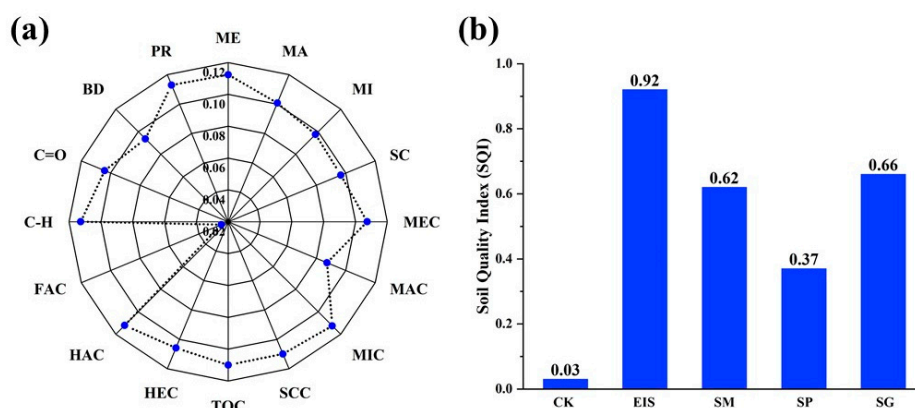 (a)
ME
PR
MA
BD
MI
C=O
SC
C-H
MEC
FAC
MAC
HAC
MIC
HEC
SCC
TOC
0.12
0.10
0.08
0.06
0.04
0.02
(b)
Soil Quality Index (SQI)
1.0
0.8
0.6
0.4
0.2
0.0
0.03
0.92
0.62
0.37
0.66
CK
EIS
SM
SP
SG